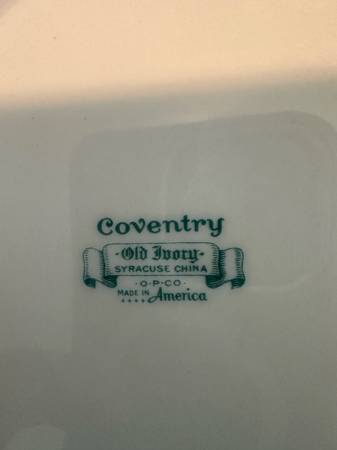 Coventry
-Old Ivory-
SYRACUSE CHINA
·O·P·CO·
MADE IN America